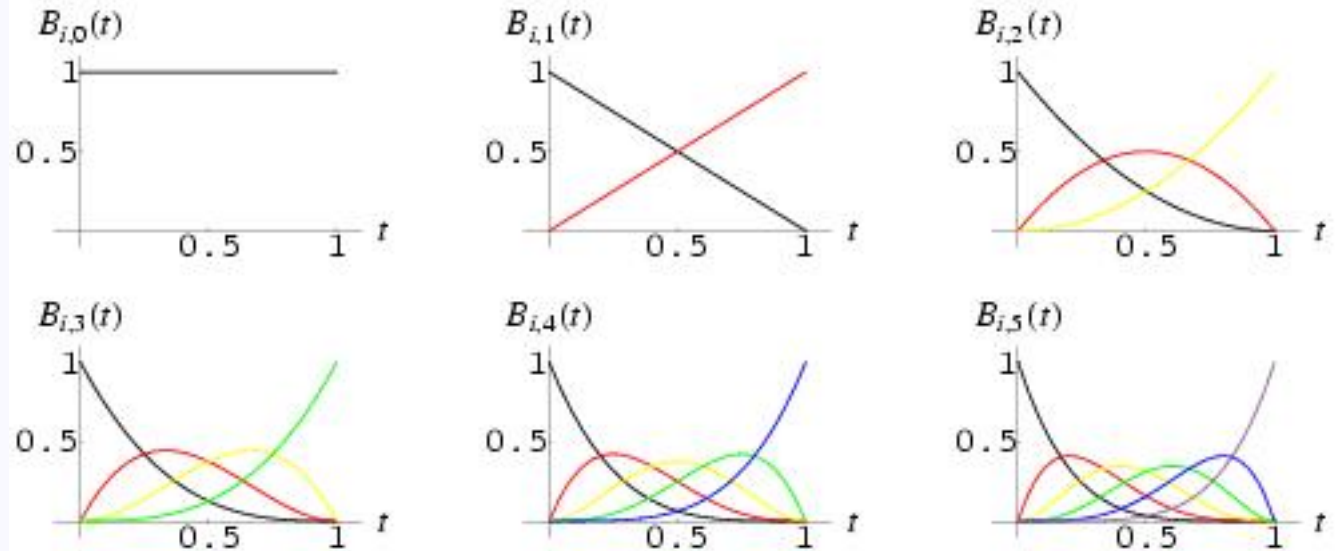 B_{i,0}(t) B_{i,1}(t) B_{i,2}(t)
1 1 1
0.5 0.5 0.5
0.5 1 t 0.5 1 t 0.5 1 t
B_{i,3}(t) B_{i,4}(t) B_{i,5}(t)
1 1 1
0.5 0.5 0.5
0.5 1 t 0.5 1 t 0.5 1 t